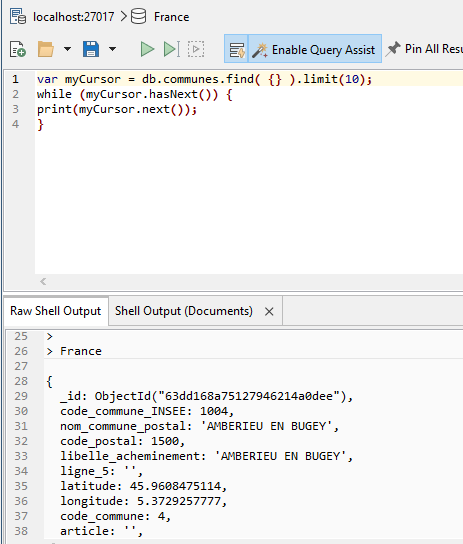 localhost:27017 > France
Enable Query Assist Pin All Resu
1 var myCursor = db.communes.find( {} ).limit(10);
2 while (myCursor.hasNext()) {
3 print(myCursor.next());
4 }
Raw Shell Output Shell Output (Documents) ×
25 >
26 > France
27
28 {
29 _id: ObjectId("63dd168a75127946214a0dee"),
30 code_commune_INSEE: 1004,
31 nom_commune_postal: 'AMBERIEU EN BUGEY',
32 code_postal: 1500,
33 libelle_acheminement: 'AMBERIEU EN BUGEY',
34 ligne_5: '',
35 latitude: 45.9608475114,
36 longitude: 5.3729257777,
37 code_commune: 4,
38 article: '',